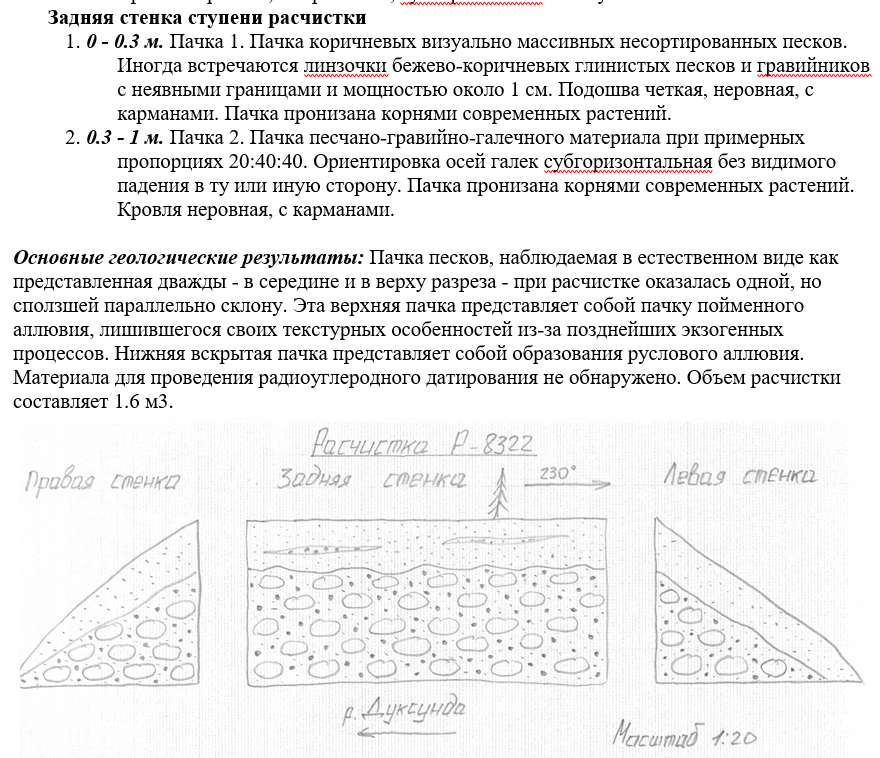 Задняя стенка ступени расчистки
1. 0 - 0.3 м. Пачка 1. Пачка коричневых визуально массивных несортированных песков.
Иногда встречаются линзочки бежево-коричневых глинистых песков и гравийников
с неявными границами и мощностью около 1 см. Подошва четкая, неровная, с
карманами. Пачка пронизана корнями современных растений.
2. 0.3 - 1 м. Пачка 2. Пачка песчано-гравийно-галечного материала при примерных
пропорциях 20:40:40. Ориентировка осей галек субгоризонтальная без видимого
падения в ту или иную сторону. Пачка пронизана корнями современных растений.
Кровля неровная, с карманами.
Основные геологические результаты: Пачка песков, наблюдаемая в естественном виде как
представленная дважды - в середине и в верху разреза - при расчистке оказалась одной, но
сползшей параллельно склону. Эта верхняя пачка представляет собой пачку пойменного
аллювия, лишившегося своих текстурных особенностей из-за позднейших экзогенных
процессов. Нижняя вскрытая пачка представляет собой образования руслового аллювия.
Материала для проведения радиоуглеродного датирования не обнаружено. Объем расчистки
составляет 1.6 м3.
Расчистка Р-8322
Правая стенка
Задняя стенка
230°
Левая стенка
р. Дуксунда
Масштаб 1:20